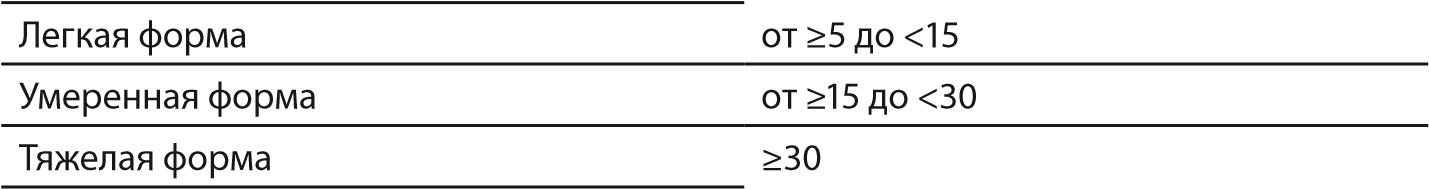 Легкая форма от ≥5 до <15
Умеренная форма от ≥15 до <30
Тяжелая форма ≥30